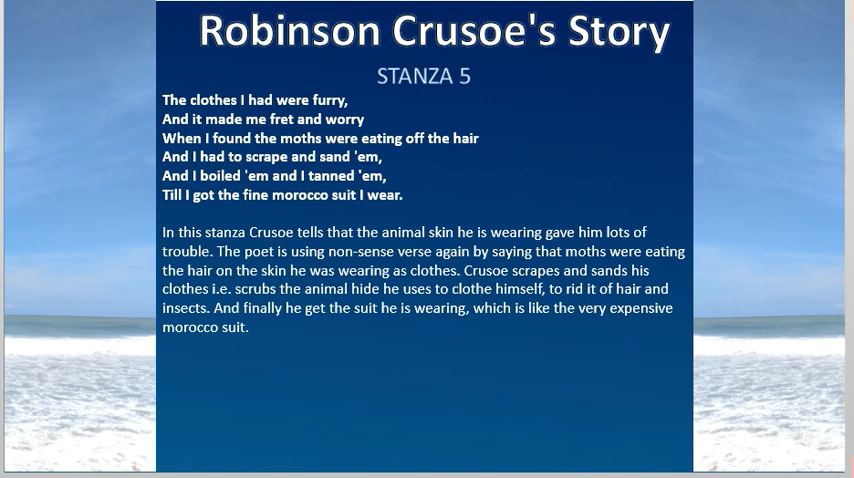 Robinson Crusoe's Story
STANZA 5
The clothes I had were furry,
And it made me fret and worry
When I found the moths were eating off the hair
And I had to scrape and sand 'em,
And I boiled 'em and I tanned 'em,
Till I got the fine morocco suit I wear.
In this stanza Crusoe tells that the animal skin he is wearing gave him lots of
trouble. The poet is using non-sense verse again by saying that moths were eating
the hair on the skin he was wearing as clothes. Crusoe scrapes and sands his
clothes i.e. scrubs the animal hide he uses to clothe himself, to rid it of hair and
insects. And finally he get the suit he is wearing, which is like the very expensive
morocco suit.